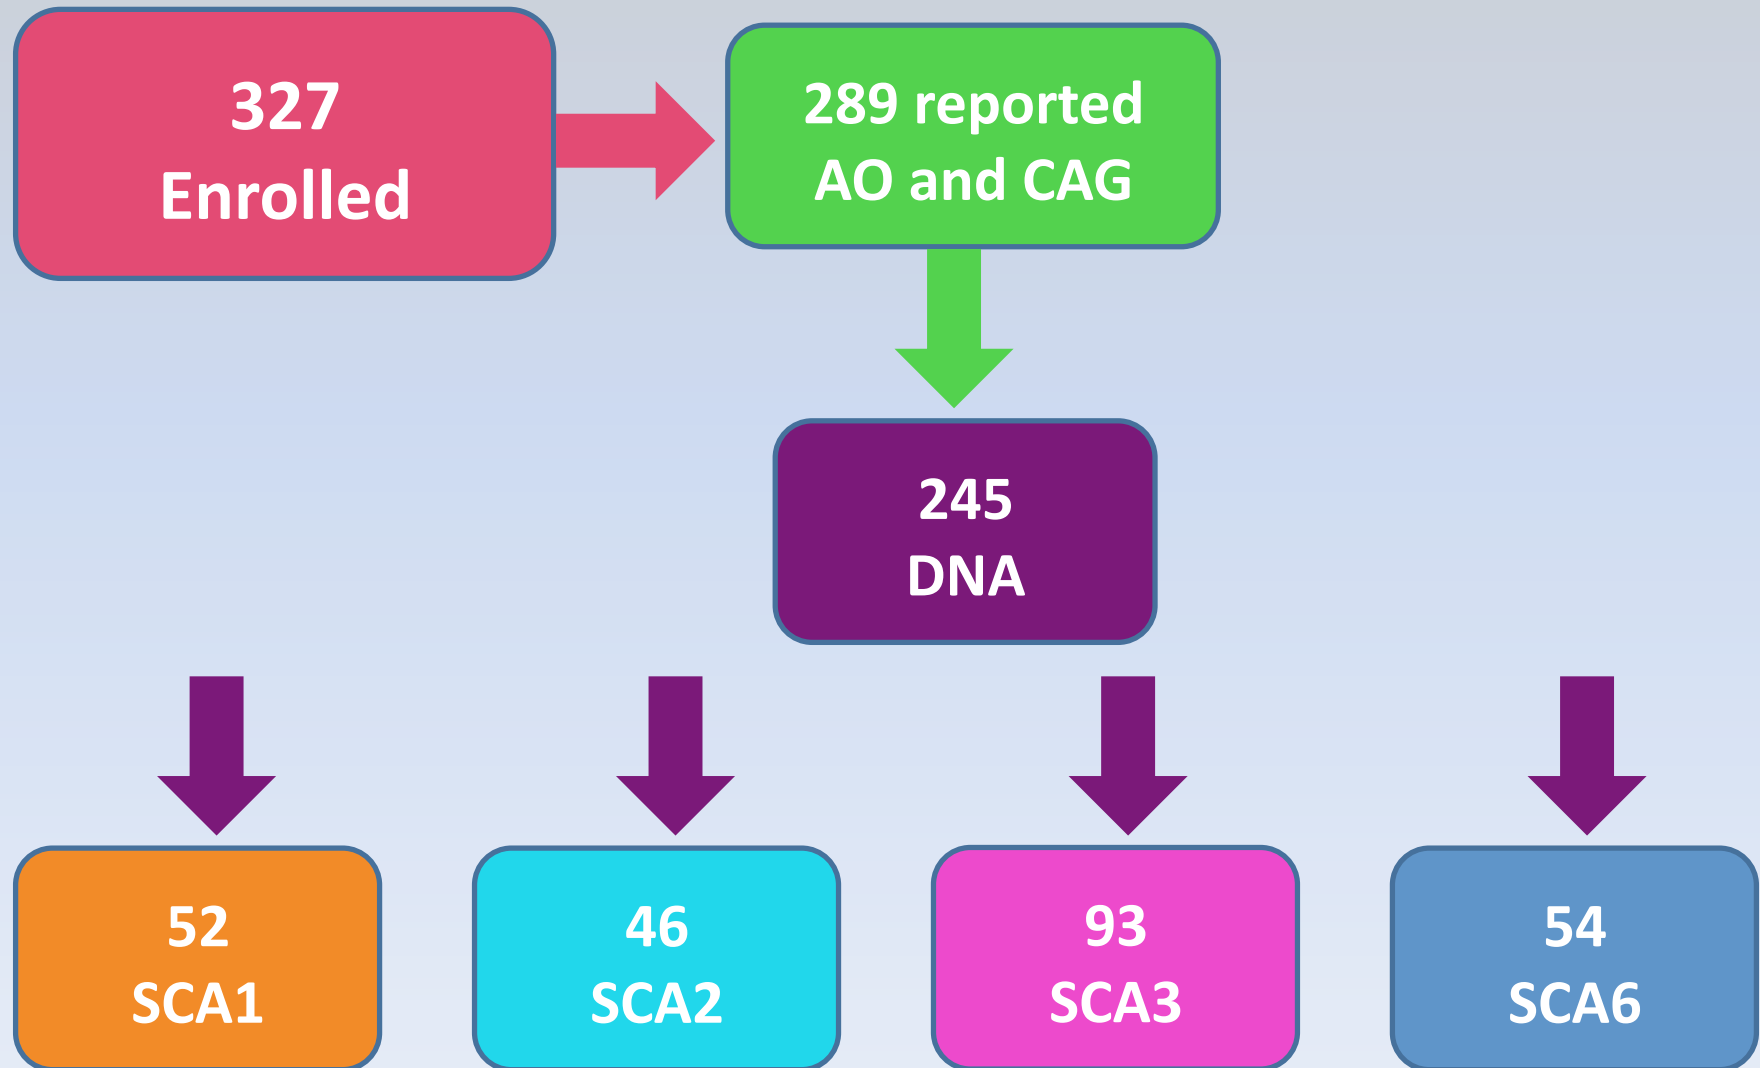 327
Enrolled
289 reported
AO and CAG
245
DNA
52
SCA1
46
SCA2
93
SCA3
54
SCA6